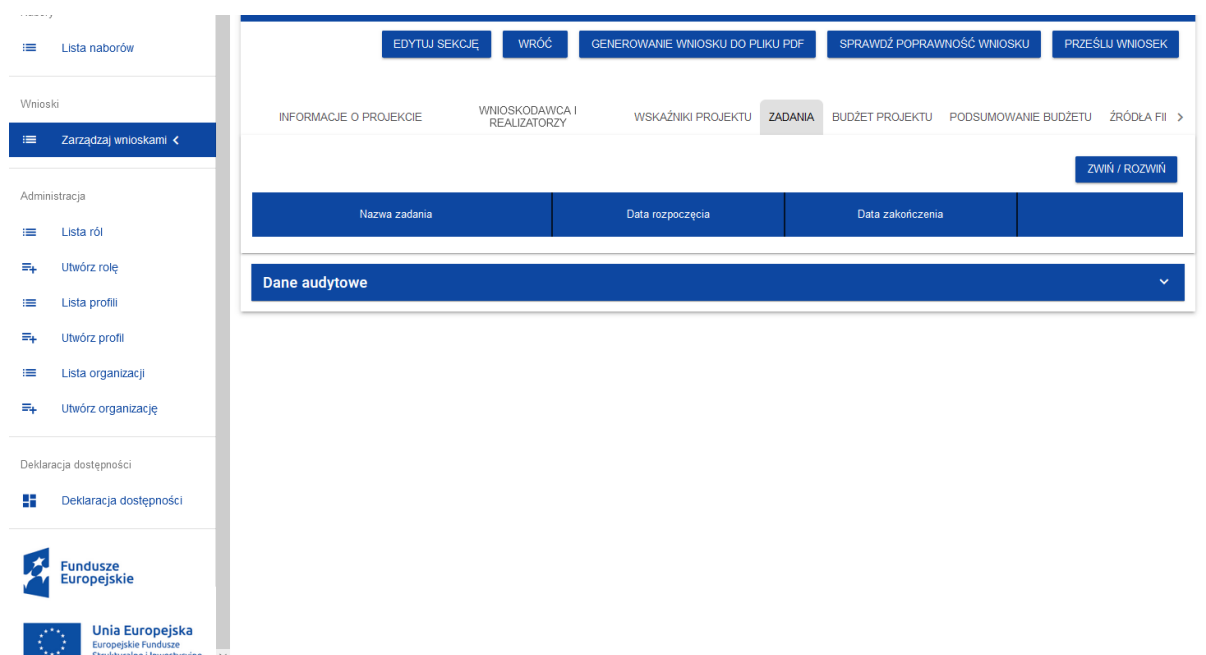 Lista naborów
Wnioski
Zarządzaj wnioskami
Administracja
Lista ról
Utwórz rolę
Lista profili
Utwórz profil
Lista organizacji
Utwórz organizację
Deklaracja dostępności
Deklaracja dostępności
Fundusze
Europejskie
Unia Europejska
Europejskie Fundusze
EDYTUJ SEKCJĘ WRÓĆ GENEROWANIE WNIOSKU DO PLIKU PDF SPRAWDŹ POPRAWNOŚĆ WNIOSKU PRZEŚLIJ WNIOSEK
INFORMACJE O PROJEKCIE WNIOSKODAWCA I
REALIZATORZY WSKAŹNIKI PROJEKTU ZADANIA BUDŻET PROJEKTU PODSUMOWANIE BUDŻETU ŹRÓDŁA FII
ZWIŃ / ROZWIŃ
Nazwa zadania Data rozpoczęcia Data zakończenia
Dane audytowe